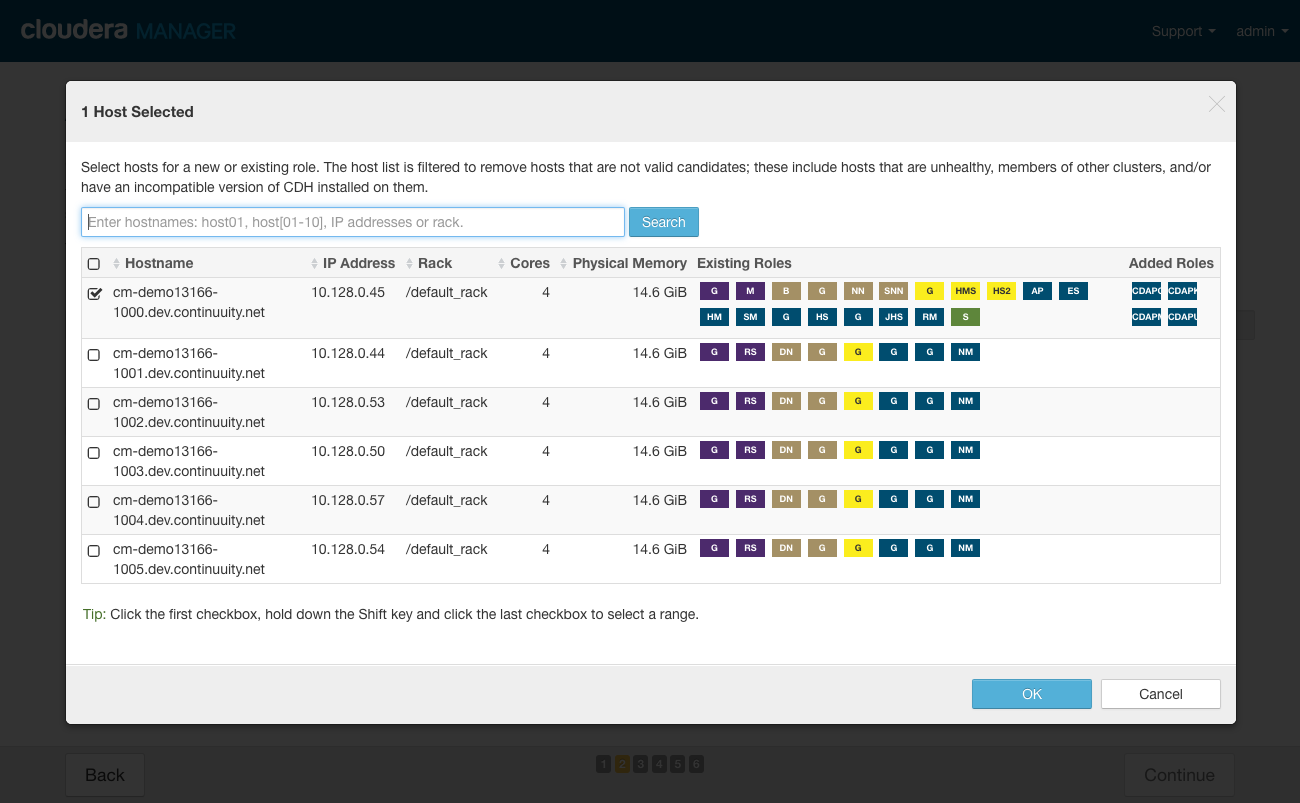 cloudera MANAGER
Support admin
1 Host Selected
Select hosts for a new or existing role. The host list is filtered to remove hosts that are not valid candidates; these include hosts that are unhealthy, members of other clusters, and/or
have an incompatible version of CDH installed on them.
Enter hostnames: host01, host[01-10], IP addresses or rack. Search
Hostname IP Address Rack Cores Physical Memory Existing Roles Added Roles
cm-demo13166- 10.128.0.45 /default_rack 4 14.6 GiB G M B G NN SNN G HMS HS2 AP ES
1000.dev.continuuity.net HM SM G HS G JHS RM S
cm-demo13166- 10.128.0.44 /default_rack 4 14.6 GiB G RS DN G G G G NM
1001.dev.continuuity.net
cm-demo13166- 10.128.0.53 /default_rack 4 14.6 GiB G RS DN G G G G NM
1002.dev.continuuity.net
cm-demo13166- 10.128.0.50 /default_rack 4 14.6 GiB G RS DN G G G G NM
1003.dev.continuuity.net
cm-demo13166- 10.128.0.57 /default_rack 4 14.6 GiB G RS DN G G G G NM
1004.dev.continuuity.net
cm-demo13166- 10.128.0.54 /default_rack 4 14.6 GiB G RS DN G G G G NM
1005.dev.continuuity.net
Tip: Click the first checkbox, hold down the Shift key and click the last checkbox to select a range.
OK Cancel
Back 1 2 3 4 5 6 Continue